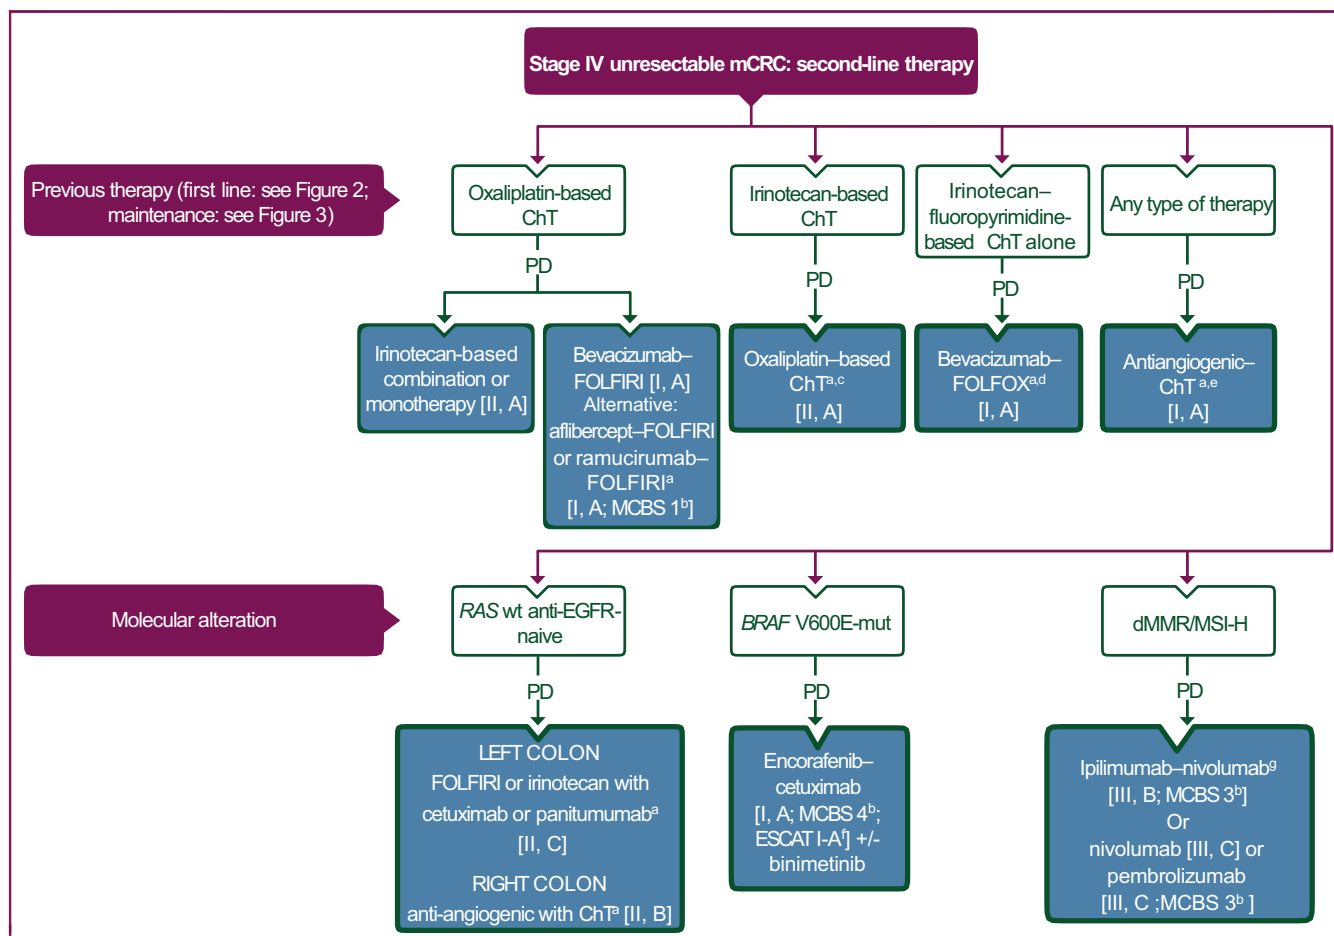 Stage IV unresectable mCRC: second-line therapy
Previous therapy (first line: see Figure 2;
maintenance: see Figure 3)
Oxaliplatin-based
ChT
Irinotecan-based
ChT
Irinotecan–
fluoropyrimidine-
based ChT alone
Any type of therapy
PD
PD
PD
PD
Irinotecan-based
combination or
monotherapy [II, A]
Bevacizumab–
FOLFIRI [I, A]
Alternative:
aflibercept–FOLFIRI
or ramucirumab–
FOLFIRIᵃ
[I, A; MCBS 1ᵇ]
Oxaliplatin–based
ChTᵃ,ᶜ
[II, A]
Bevacizumab–
FOLFOXᵃ,ᵈ
[I, A]
Antiangiogenic–
ChT ᵃ,ᵉ
[I, A]
Molecular alteration
RAS wt anti-EGFR-
naive
BRAF V600E-mut
dMMR/MSI-H
PD
PD
PD
LEFT COLON
FOLFIRI or irinotecan with
cetuximab or panitumumabᵃ
[II, C]
RIGHT COLON
anti-angiogenic with ChTᵃ [II, B]
Encorafenib–
cetuximab
[I, A; MCBS 4ᵇ;
ESCAT I-Aᶠ] +/-
binimetinib
Ipilimumab–nivolumabᵍ
[III, B; MCBS 3ᵇ]
Or
nivolumab [III, C] or
pembrolizumab
[III, C ;MCBS 3ᵇ ]